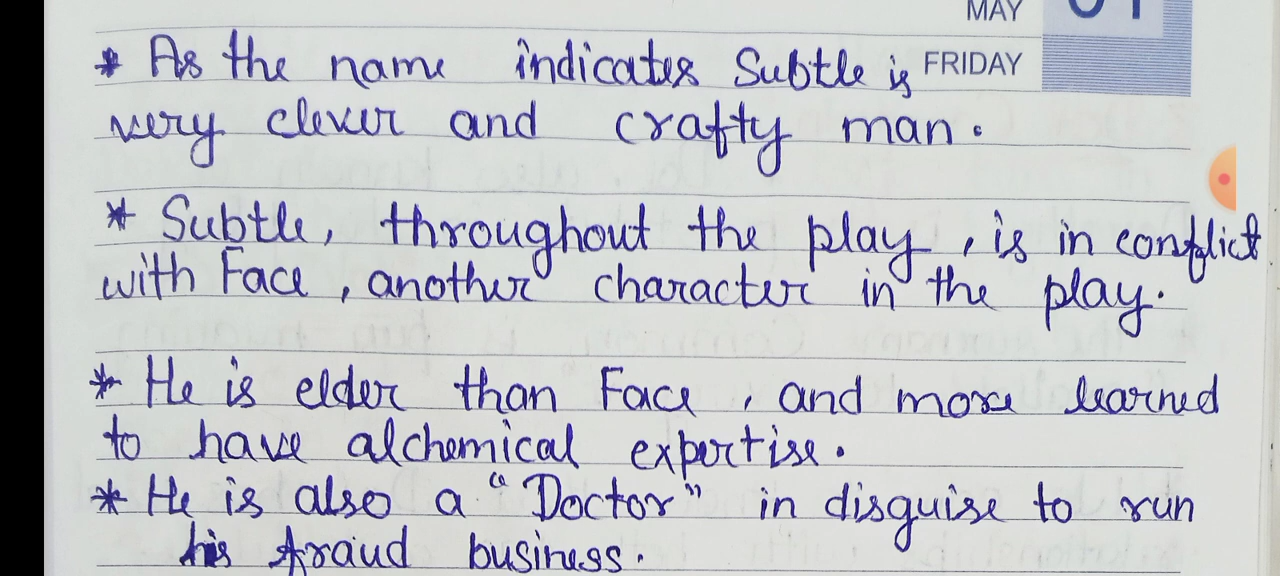 MAY
FRIDAY
* As the name indicates Subtle is
very clever and crafty man.
* Subtle, throughout the play, is in conflict
with Face, another character in the play.
* He is elder than Face, and more learned
to have alchemical expertise.
* He is also a "Doctor" in disguise to run
his fraud business.